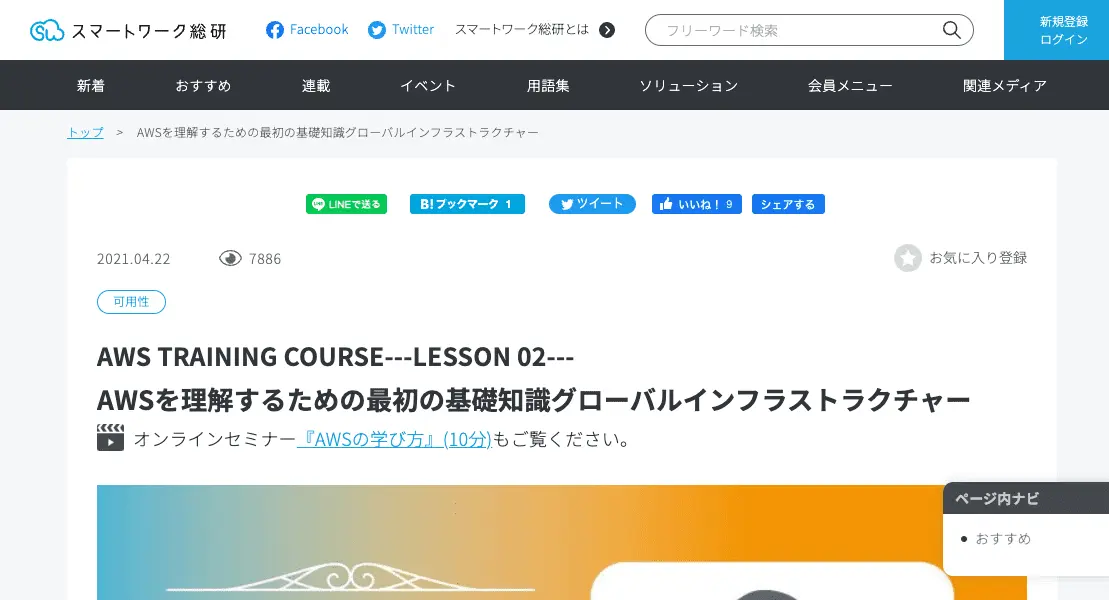 スマートワーク総研
Facebook
Twitter
スマートワーク総研とは
フリーワード検索
新規登録
ログイン
新着
おすすめ
連載
イベント
用語集
ソリューション
会員メニュー
関連メディア
トップ > AWSを理解するための最初の基礎知識グローバルインフラストラクチャー
LINEで送る
B!ブックマーク 1
ツイート
いいね！ 9
シェアする
2021.04.22
7886
お気に入り登録
可用性
AWS TRAINING COURSE---LESSON 02---
AWSを理解するための最初の基礎知識グローバルインフラストラクチャー
オンラインセミナー『AWSの学び方』(10分)もご覧ください。
ページ内ナビ
おすすめ